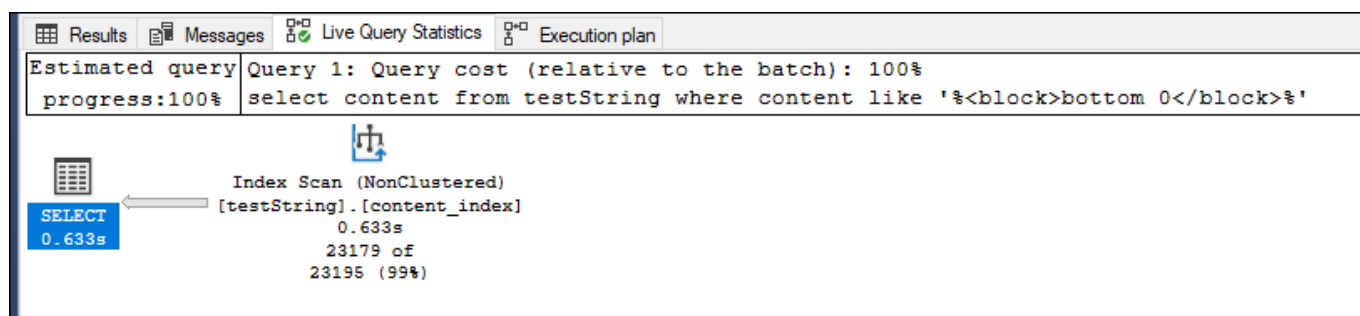 Results Messages Live Query Statistics Execution plan
Estimated query progress:100%
Query 1: Query cost (relative to the batch): 100%
select content from testString where content like '%<block>bottom 0</block>%'
Index Scan (NonClustered)
[testString].[content_index]
0.633s
23179 of
23195 (99%)
SELECT
0.633s